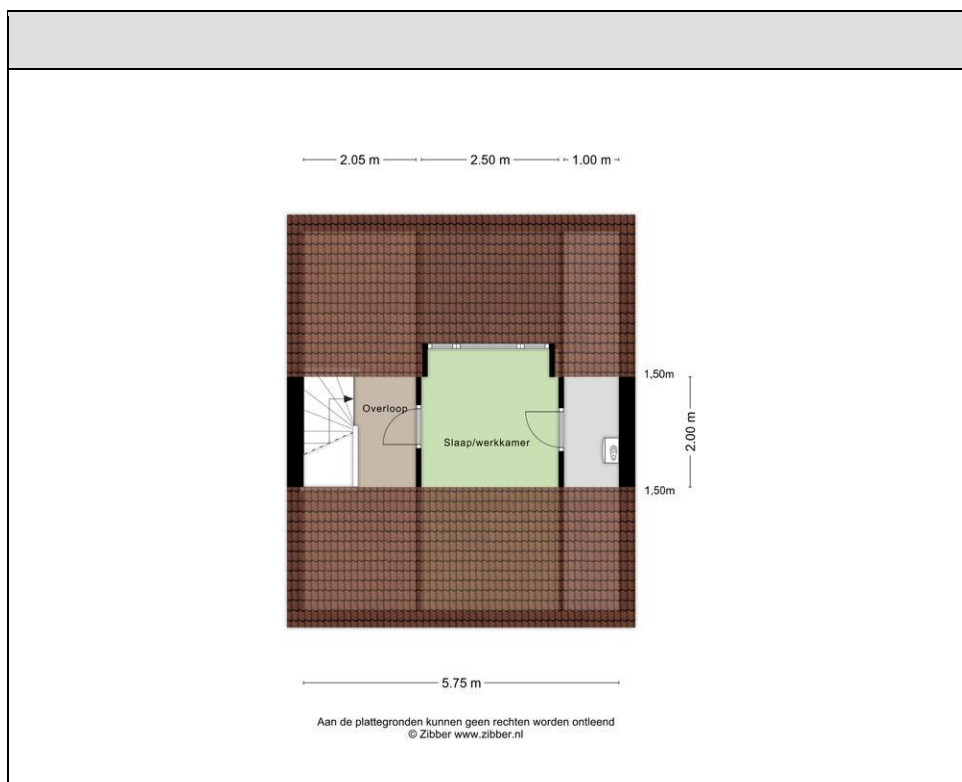 2.05 m 2.50 m 1.00 m
1,50m
Overloop
2.00 m
Slaap/werkkamer
1,50m
5.75 m
Aan de plattegronden kunnen geen rechten worden ontleend
© Zibber www.zibber.nl